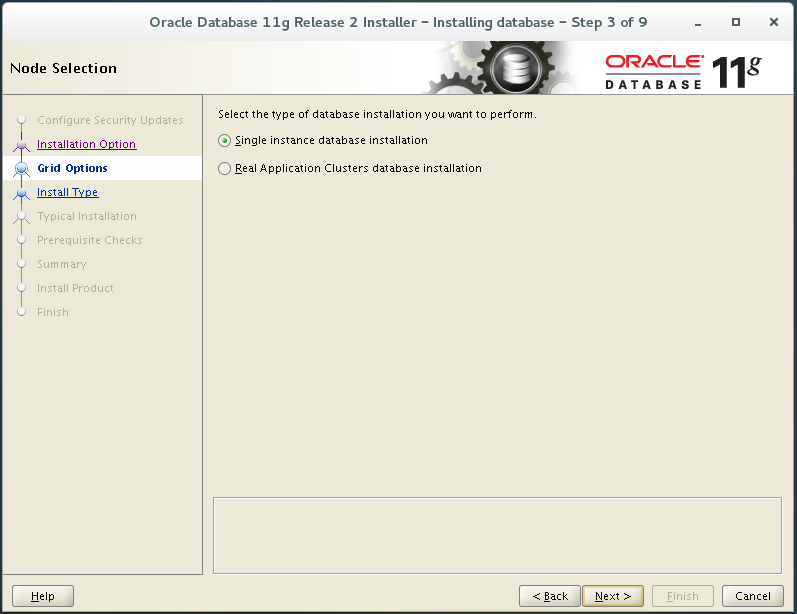 Oracle Database 11g Release 2 Installer – Installing database – Step 3 of 9
Node Selection
ORACLE
DATABASE
11g
Configure Security Updates
Installation Option
Grid Options
Install Type
Typical Installation
Prerequisite Checks
Summary
Install Product
Finish
Select the type of database installation you want to perform.
Single instance database installation
Real Application Clusters database installation
Help
< Back
Next >
Finish
Cancel